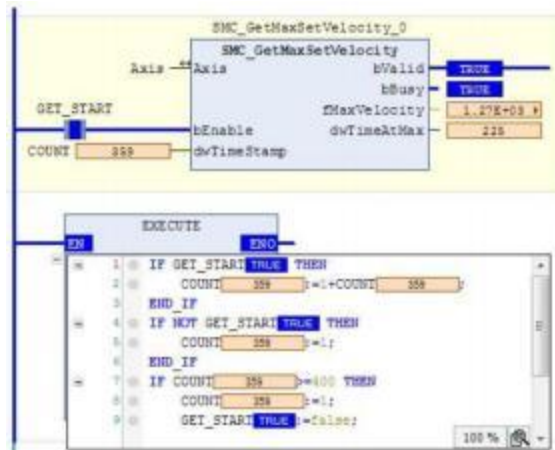 SMC_GetMaxSetVelocity_0
SMC_GetMaxSetVelocity
Axis Axis bValid TRUE
bBusy TRUE
GET_START fMaxVelocity 1.27E+03
bEnable dwTimeAtMax 225
COUNT 359 dwTimeStamp
EXECUTE
EN ENO
1 IF GET_START TRUE THEN
2 COUNT 359 :=1+COUNT 359 ;
3 END_IF
4 IF NOT GET_START TRUE THEN
5 COUNT 359 :=1;
6 END_IF
7 IF COUNT 359 >=400 THEN
8 COUNT 359 :=1;
9 GET_START TRUE :=false;
100 %